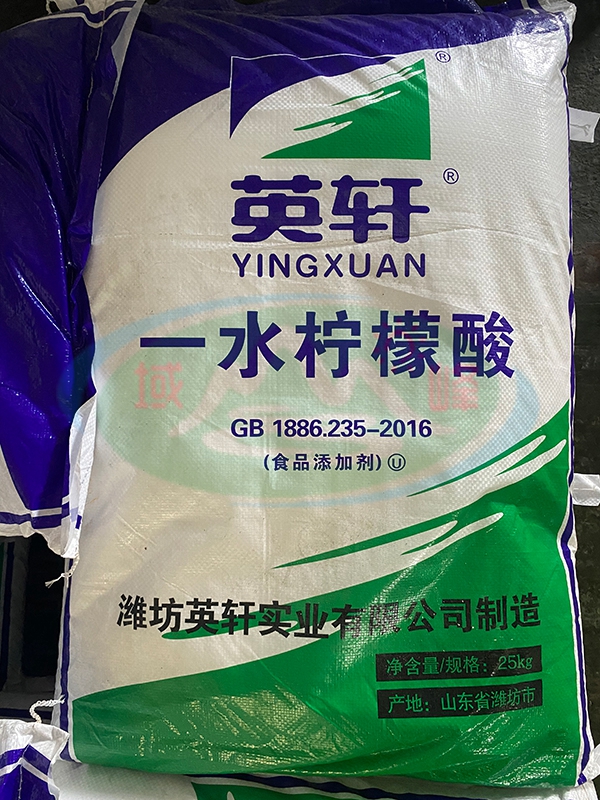 ®
英轩®
YINGXUAN
一水柠檬酸
域峰
GB 1886.235-2016
(食品添加剂)Ⓤ
潍坊英轩实业有限公司制造
净含量/规格：25kg
产地：山东省潍坊市